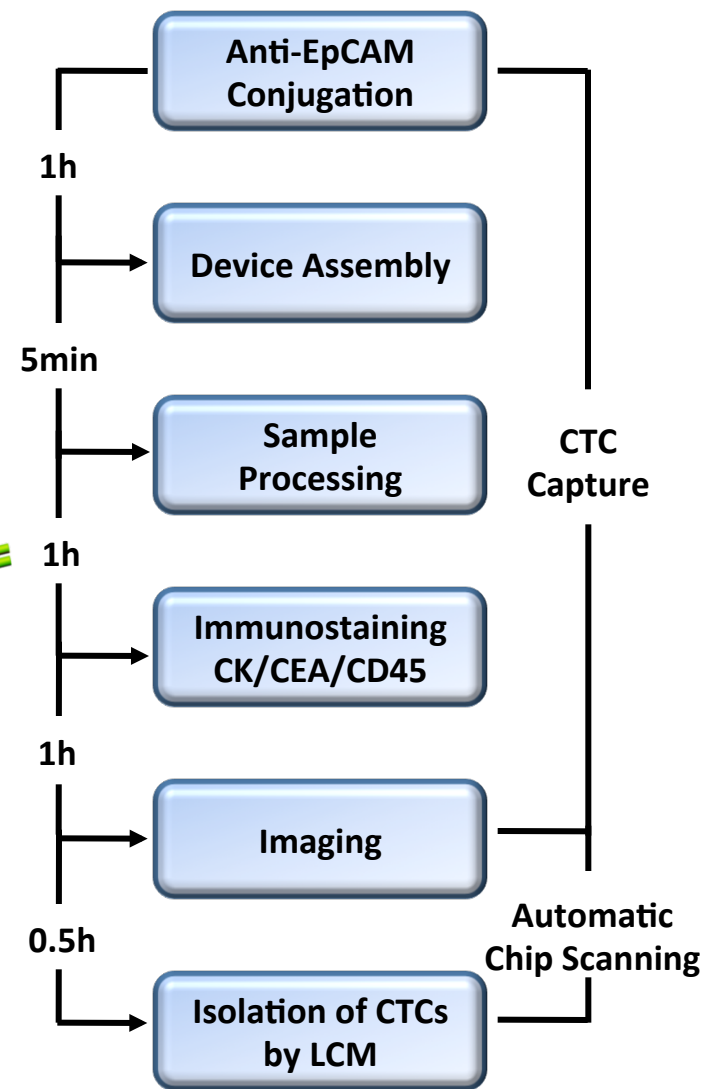 Anti-EpCAM
Conjugation
1h
Device Assembly
5min
Sample
Processing
CTC
Capture
1h
Immunostaining
CK/CEA/CD45
1h
Imaging
0.5h
Automatic
Chip Scanning
Isolation of CTCs
by LCM